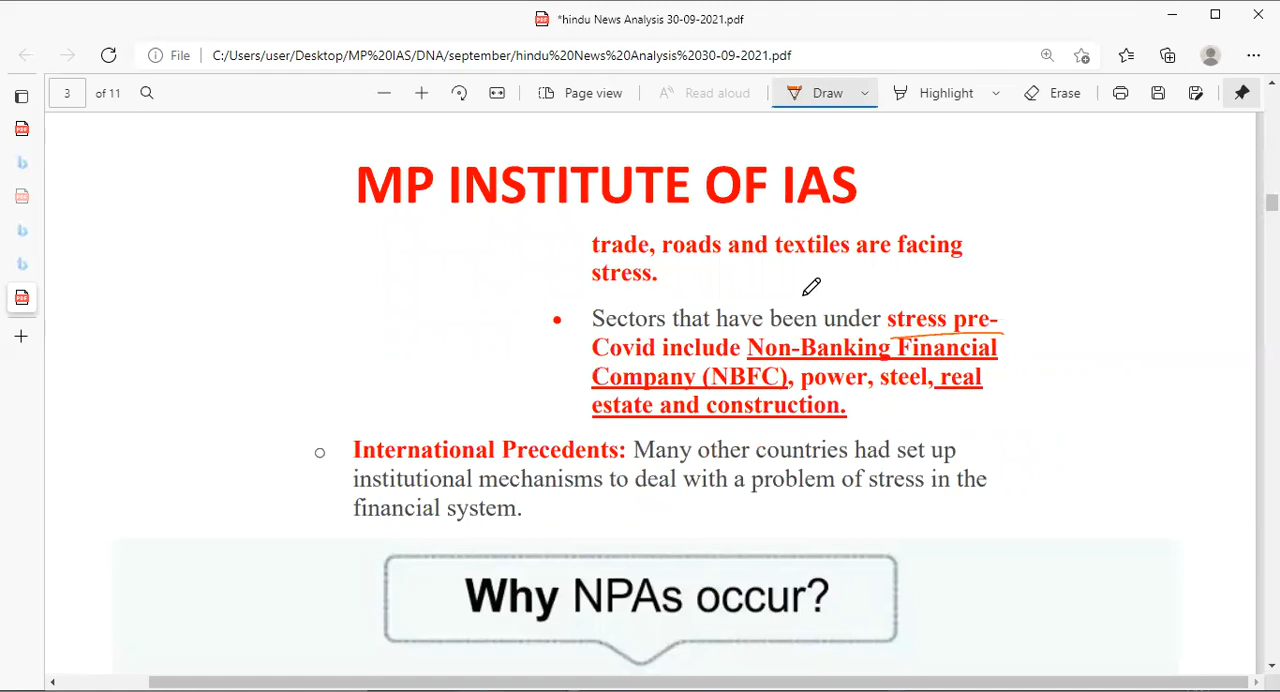 *hindu News Analysis 30-09-2021.pdf
File C:/Users/user/Desktop/MP%20IAS/DNA/september/hindu%20News%20Analysis%2030-09-2021.pdf
3 of 11 Page view Read aloud Draw Highlight Erase
MP INSTITUTE OF IAS
trade, roads and textiles are facing
stress.
• Sectors that have been under stress pre-
Covid include Non-Banking Financial
Company (NBFC), power, steel, real
estate and construction.
○ International Precedents: Many other countries had set up
institutional mechanisms to deal with a problem of stress in the
financial system.
Why NPAs occur?